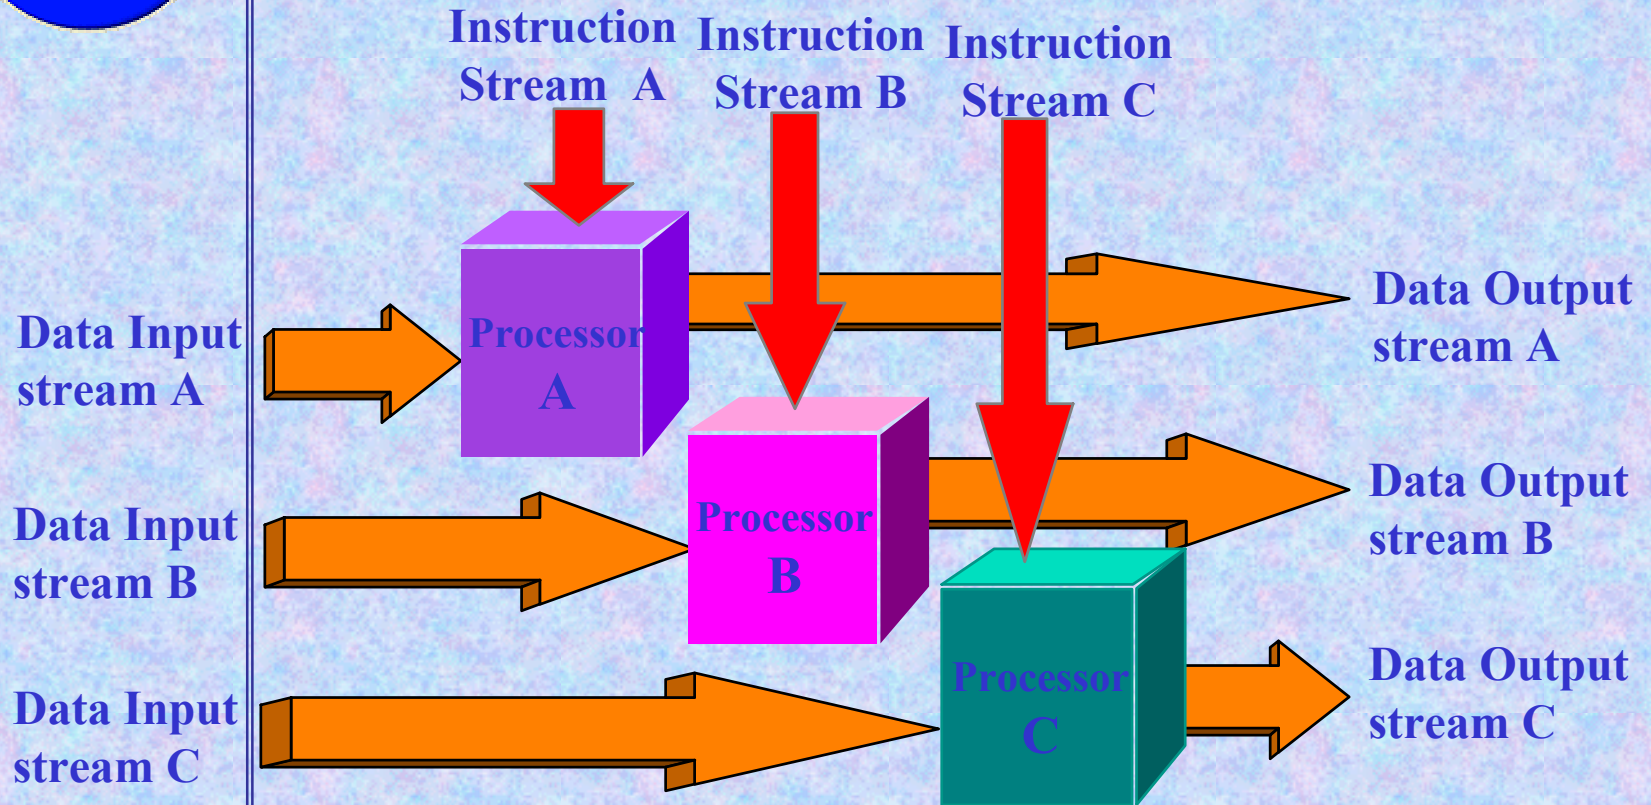 Instruction
Stream A
Instruction
Stream B
Instruction
Stream C
Data Input
stream A
Processor
A
Data Output
stream A
Data Input
stream B
Processor
B
Data Output
stream B
Data Input
stream C
Processor
C
Data Output
stream C